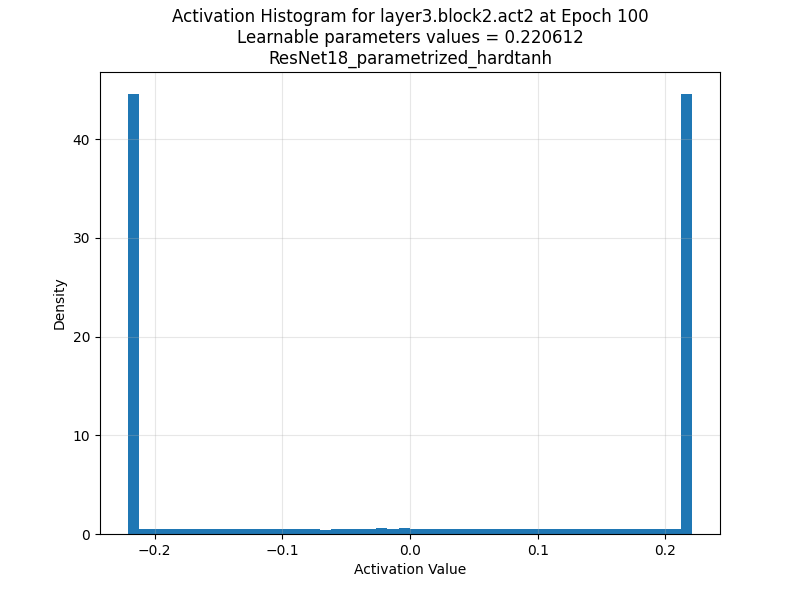 Activation Histogram for layer3.block2.act2 at Epoch 100
Learnable parameters values = 0.220612
ResNet18_parametrized_hardtanh
40
30
20
10
0
Density
−0.2
−0.1
0.0
0.1
0.2
Activation Value